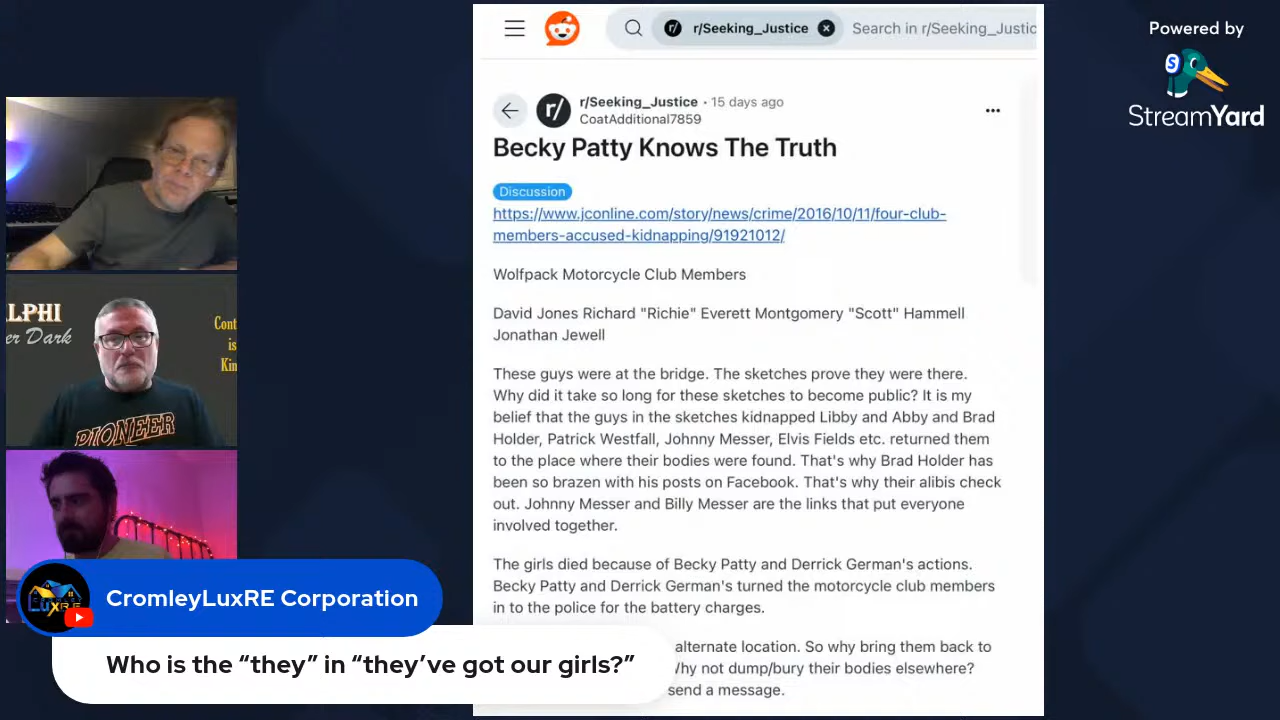 r/Seeking_Justice
Search in r/Seeking_Justic
Powered by
StreamYard
r/Seeking_Justice • 15 days ago
CoatAdditional7859
Becky Patty Knows The Truth
Discussion
https://www.jconline.com/story/news/crime/2016/10/11/four-club-
members-accused-kidnapping/91921012/
Wolfpack Motorcycle Club Members
David Jones Richard "Richie" Everett Montgomery "Scott" Hammell
Jonathan Jewell
These guys were at the bridge. The sketches prove they were there.
Why did it take so long for these sketches to become public? It is my
belief that the guys in the sketches kidnapped Libby and Abby and Brad
Holder, Patrick Westfall, Johnny Messer, Elvis Fields etc. returned them
to the place where their bodies were found. That's why Brad Holder has
been so brazen with his posts on Facebook. That's why their alibis check
out. Johnny Messer and Billy Messer are the links that put everyone
involved together.
The girls died because of Becky Patty and Derrick German's actions.
Becky Patty and Derrick German's turned the motorcycle club members
in to the police for the battery charges.
alternate location. So why bring them back to
Why not dump/bury their bodies elsewhere?
send a message.
LPHI
er Dark
Cont
is
Kin
PIONEER
CROMLEY
LUXRE
CromleyLuxRE Corporation
Who is the “they” in “they’ve got our girls?”